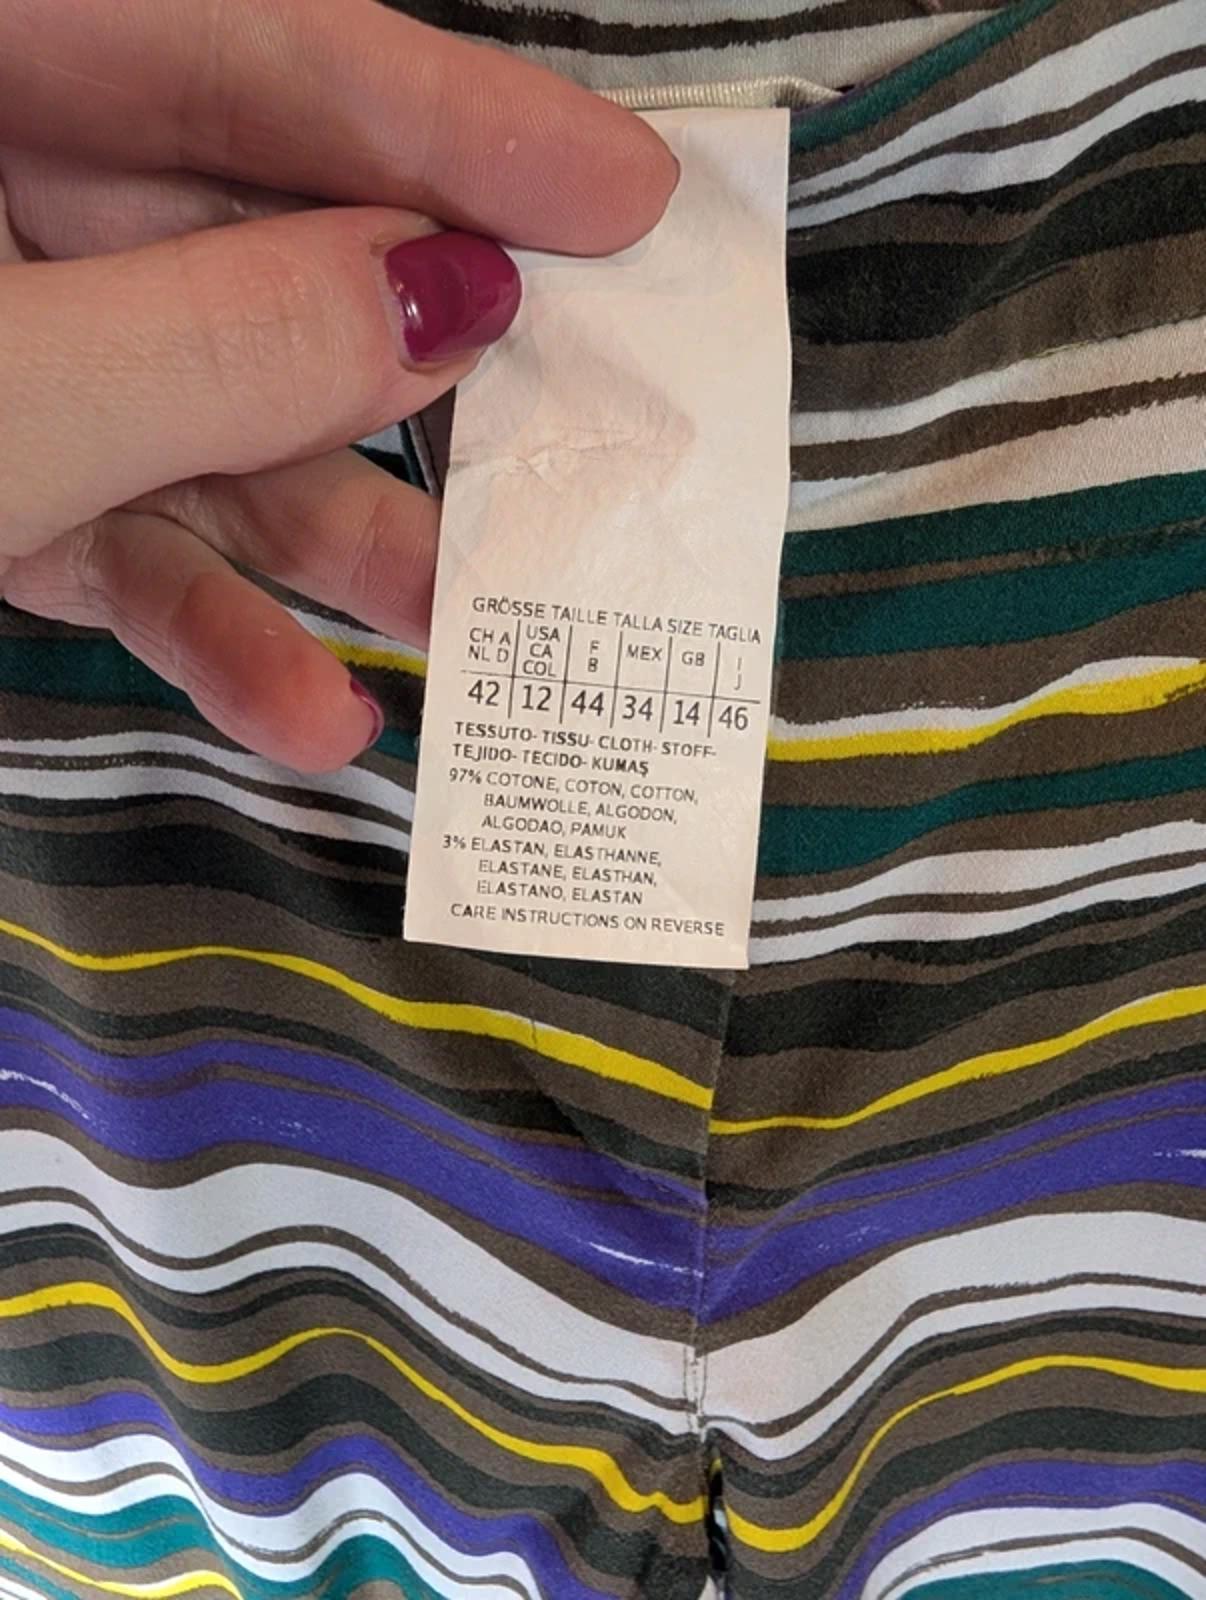 GRÖSSE TAILLE TALLA SIZE TAGLIA
CH A NL D | USA CA COL | F B | MEX | GB | I J
42 | 12 | 44 | 34 | 14 | 46
TESSUTO- TISSU- CLOTH- STOFF-
TEJIDO- TECIDO- KUMAŞ
97% COTONE, COTON, COTTON,
BAUMWOLLE, ALGODON,
ALGODAO, PAMUK
3% ELASTAN, ELASTHANNE,
ELASTANE, ELASTHAN,
ELASTANO, ELASTAN
CARE INSTRUCTIONS ON REVERSE